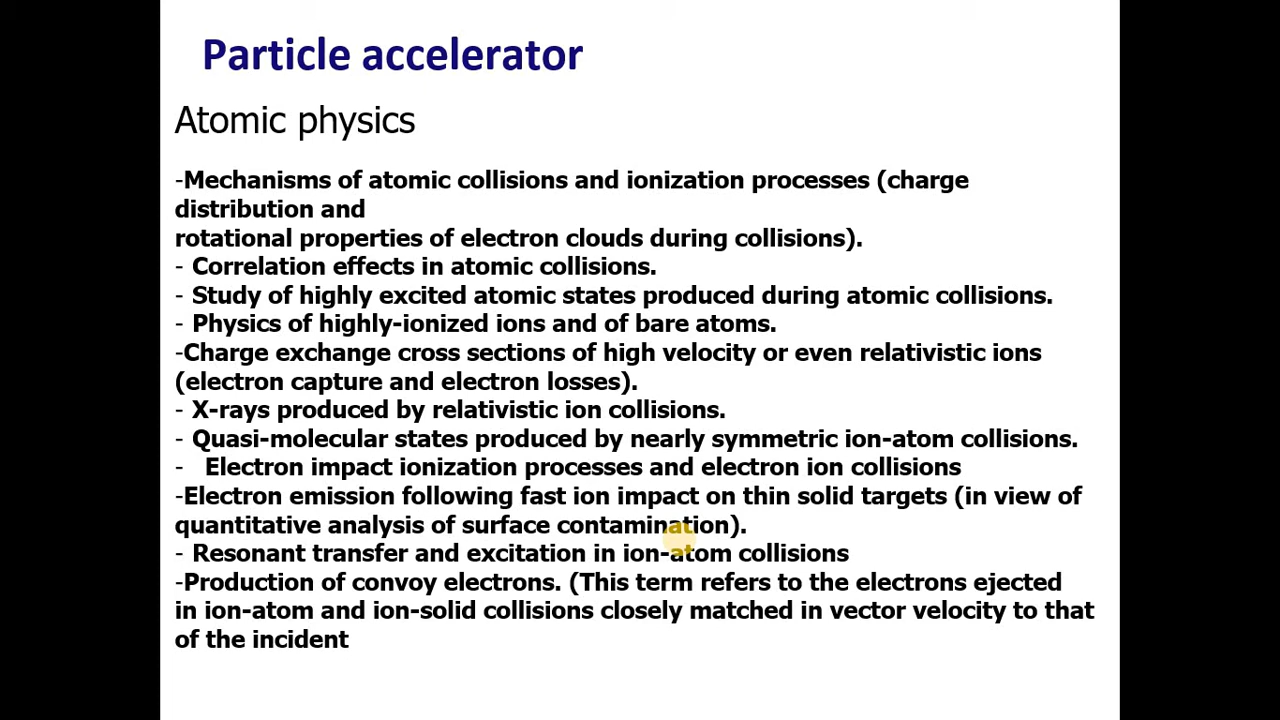 Particle accelerator
Atomic physics
-Mechanisms of atomic collisions and ionization processes (charge
distribution and
rotational properties of electron clouds during collisions).
- Correlation effects in atomic collisions.
- Study of highly excited atomic states produced during atomic collisions.
- Physics of highly-ionized ions and of bare atoms.
-Charge exchange cross sections of high velocity or even relativistic ions
(electron capture and electron losses).
- X-rays produced by relativistic ion collisions.
- Quasi-molecular states produced by nearly symmetric ion-atom collisions.
- Electron impact ionization processes and electron ion collisions
-Electron emission following fast ion impact on thin solid targets (in view of
quantitative analysis of surface contamination).
- Resonant transfer and excitation in ion-atom collisions
-Production of convoy electrons. (This term refers to the electrons ejected
in ion-atom and ion-solid collisions closely matched in vector velocity to that
of the incident